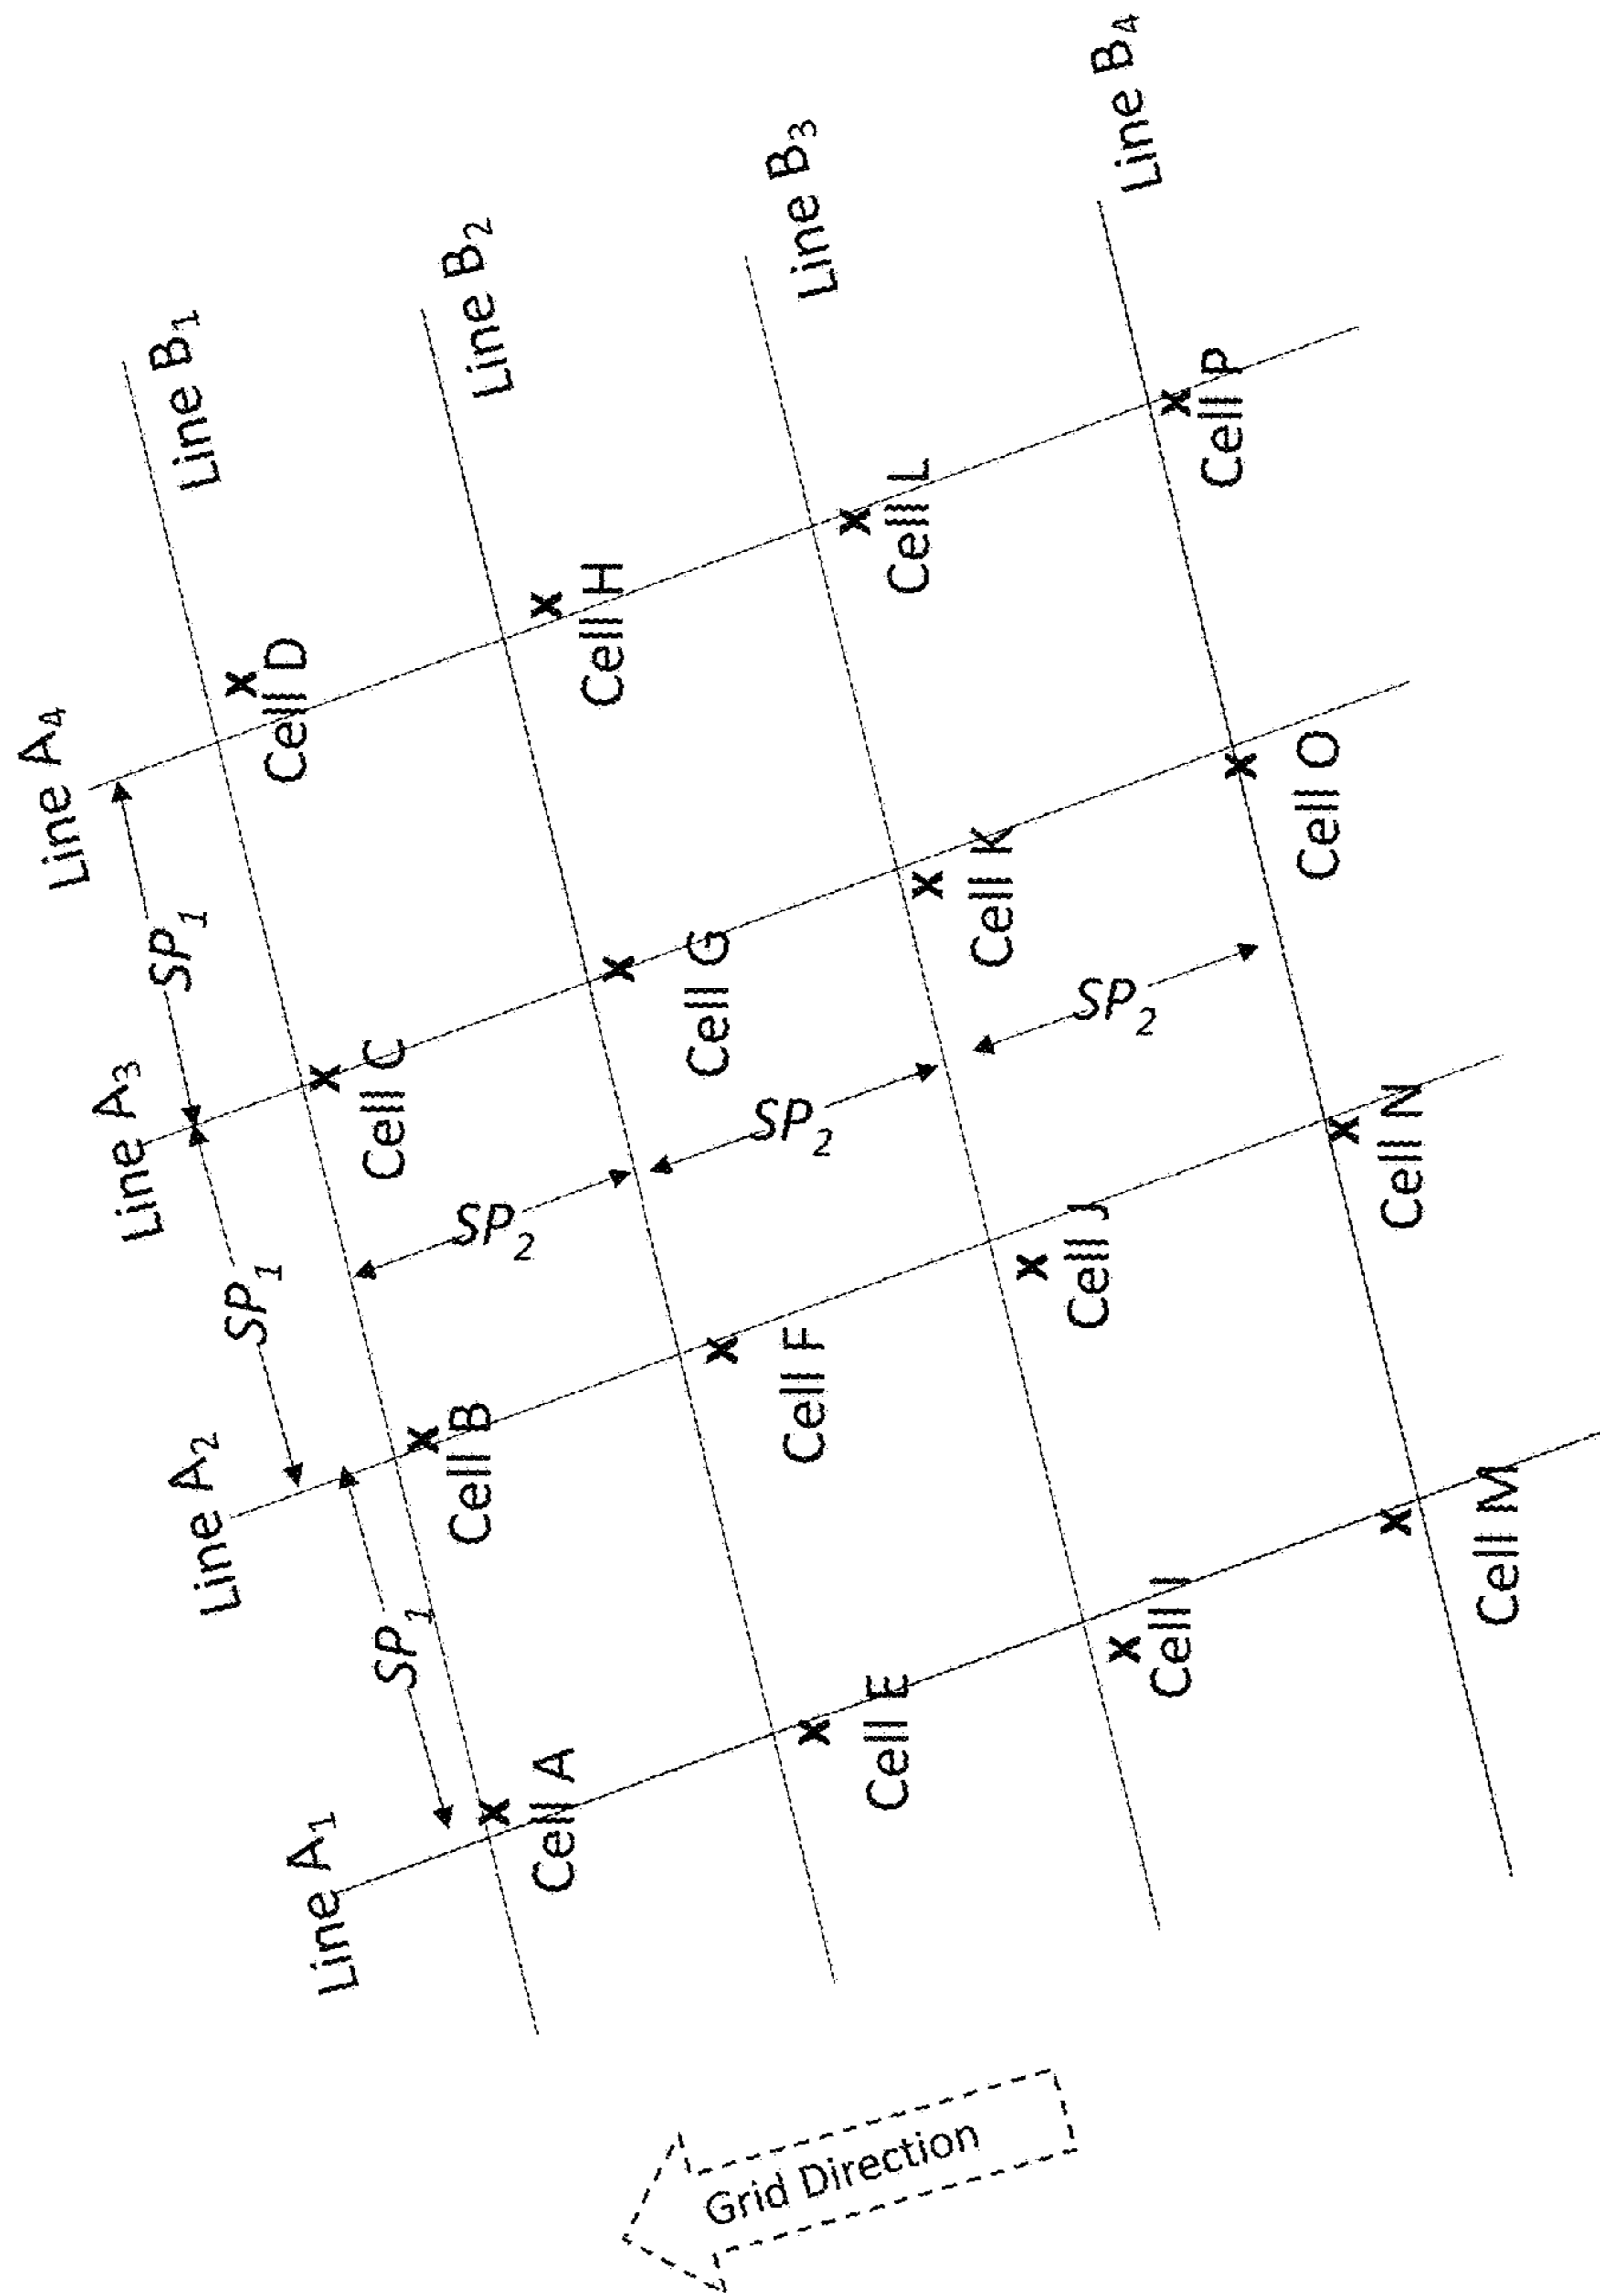 Line B₁
Line B₂
Line B₃
Line B₄
Line A₄
Line A₃
Line A₂
Line A₁
SP₁
SP₁
SP₁
SP₂
SP₂
SP₂
Cell A
Cell B
Cell C
Cell D
Cell E
Cell F
Cell G
Cell H
Cell I
Cell J
Cell K
Cell L
Cell M
Cell N
Cell O
Cell P
Grid Direction